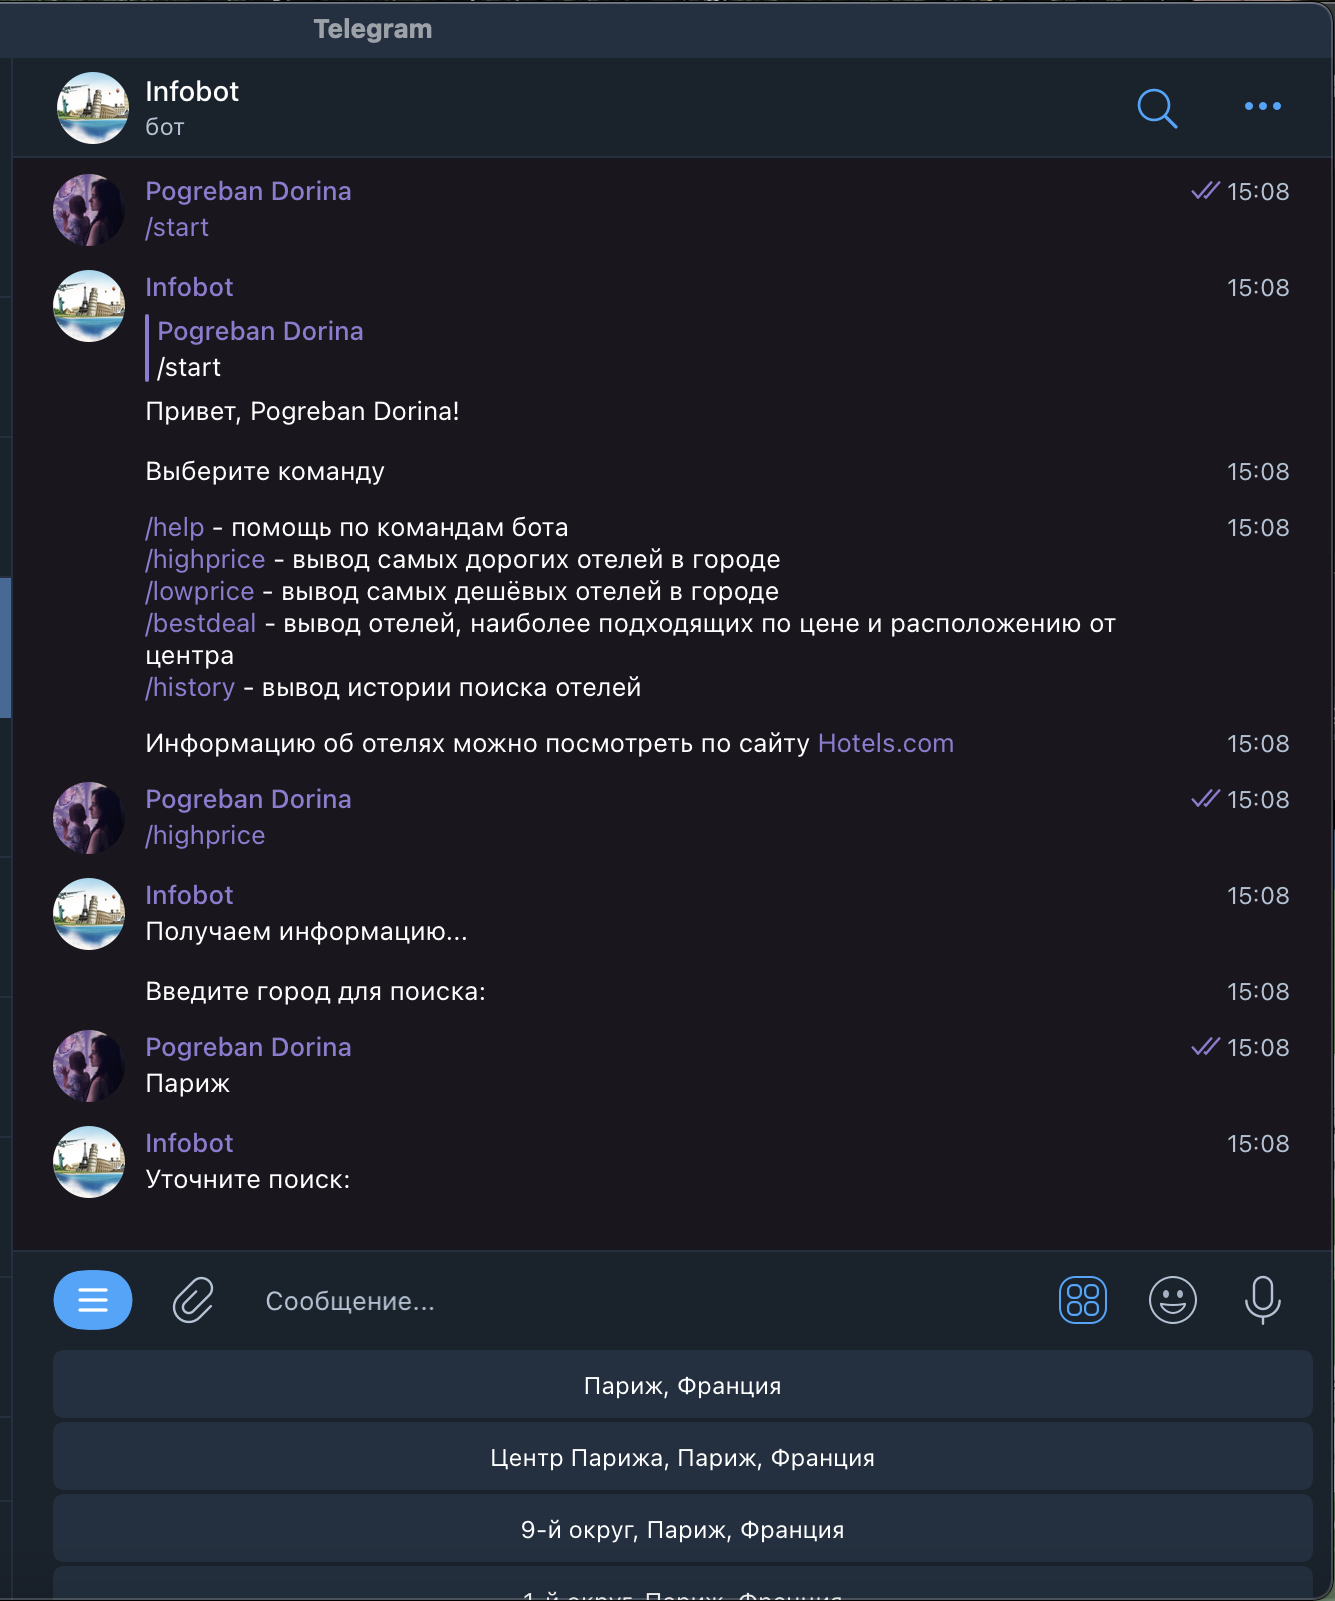 Telegram
Infobot
бот
Pogreban Dorina 15:08
/start
Infobot 15:08
Pogreban Dorina
/start
Привет, Pogreban Dorina!
Выберите команду 15:08
/help - помощь по командам бота 15:08
/highprice - вывод самых дорогих отелей в городе
/lowprice - вывод самых дешёвых отелей в городе
/bestdeal - вывод отелей, наиболее подходящих по цене и расположению от
центра
/history - вывод истории поиска отелей
Информацию об отелях можно посмотреть по сайту Hotels.com 15:08
Pogreban Dorina 15:08
/highprice
Infobot 15:08
Получаем информацию...
Введите город для поиска: 15:08
Pogreban Dorina 15:08
Париж
Infobot 15:08
Уточните поиск:
Сообщение...
Париж, Франция
Центр Парижа, Париж, Франция
9-й округ, Париж, Франция
1-й округ, Париж, Франция